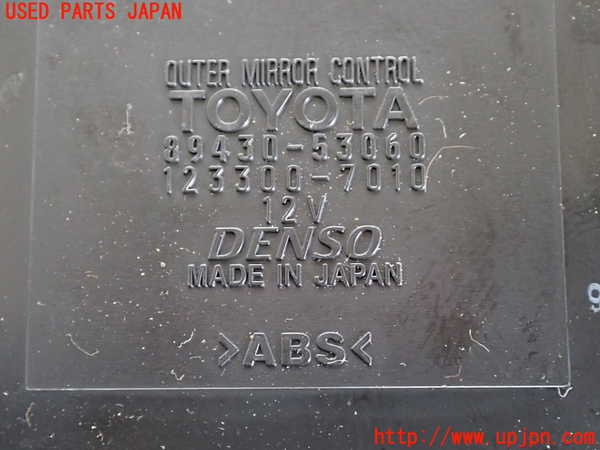 USED PARTS JAPAN
OUTER MIRROR CONTROL
TOYOTA
89430-53060
123300-7010
12V
DENSO
MADE IN JAPAN
9
>ABS<
http://www.upjpn.com/